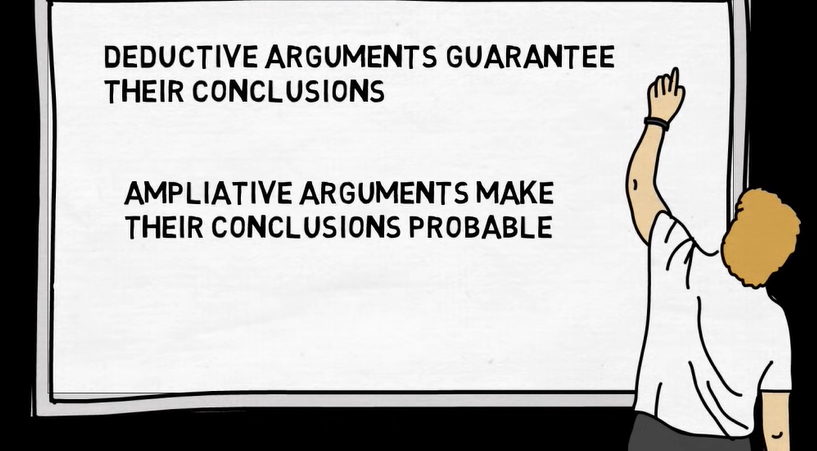 DEDUCTIVE ARGUMENTS GUARANTEE
THEIR CONCLUSIONS
AMPLIATIVE ARGUMENTS MAKE
THEIR CONCLUSIONS PROBABLE